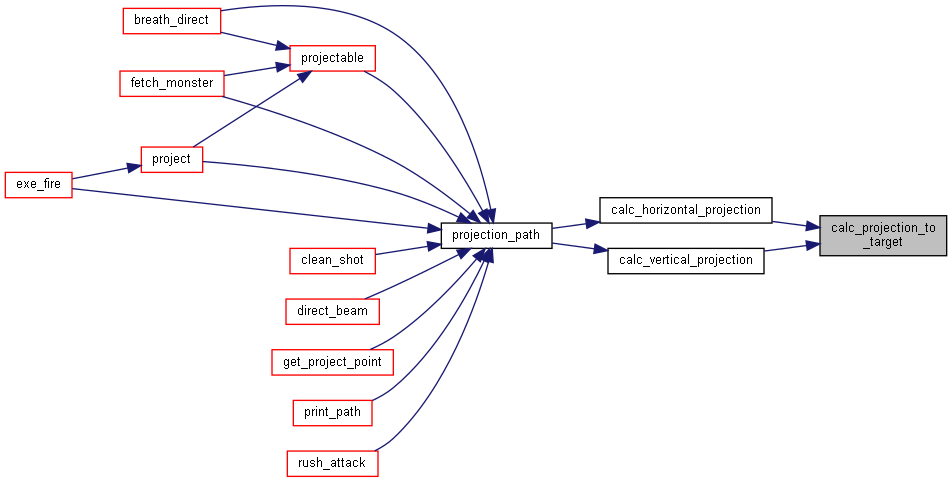 breath_direct
projectable
fetch_monster
project
exe_fire
calc_horizontal_projection
calc_projection_to
_target
projection_path
calc_vertical_projection
clean_shot
direct_beam
get_project_point
print_path
rush_attack